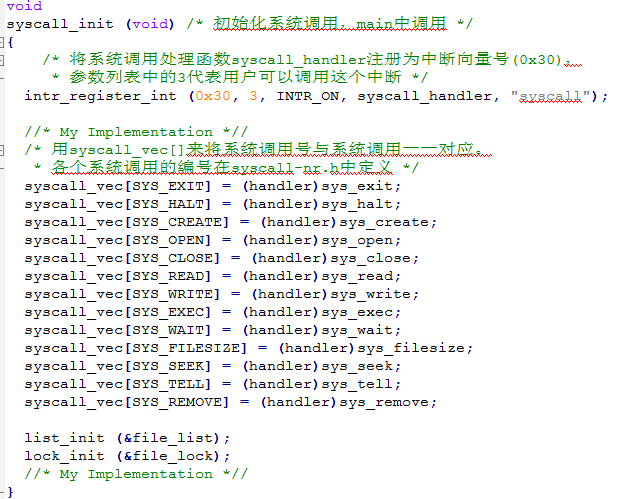 void
syscall_init (void) /* 初始化系统调用，main中调用 */
{
/* 将系统调用处理函数syscall_handler注册为中断向量号(0x30)，
* 参数列表中的3代表用户可以调用这个中断 */
intr_register_int (0x30, 3, INTR_ON, syscall_handler, "syscall");
//* My Implementation *//
/* 用syscall_vec[]来将系统调用号与系统调用一一对应。
* 各个系统调用的编号在syscall-nr.h中定义 */
syscall_vec[SYS_EXIT] = (handler)sys_exit;
syscall_vec[SYS_HALT] = (handler)sys_halt;
syscall_vec[SYS_CREATE] = (handler)sys_create;
syscall_vec[SYS_OPEN] = (handler)sys_open;
syscall_vec[SYS_CLOSE] = (handler)sys_close;
syscall_vec[SYS_READ] = (handler)sys_read;
syscall_vec[SYS_WRITE] = (handler)sys_write;
syscall_vec[SYS_EXEC] = (handler)sys_exec;
syscall_vec[SYS_WAIT] = (handler)sys_wait;
syscall_vec[SYS_FILESIZE] = (handler)sys_filesize;
syscall_vec[SYS_SEEK] = (handler)sys_seek;
syscall_vec[SYS_TELL] = (handler)sys_tell;
syscall_vec[SYS_REMOVE] = (handler)sys_remove;
list_init (&file_list);
lock_init (&file_lock);
//* My Implementation *//
}